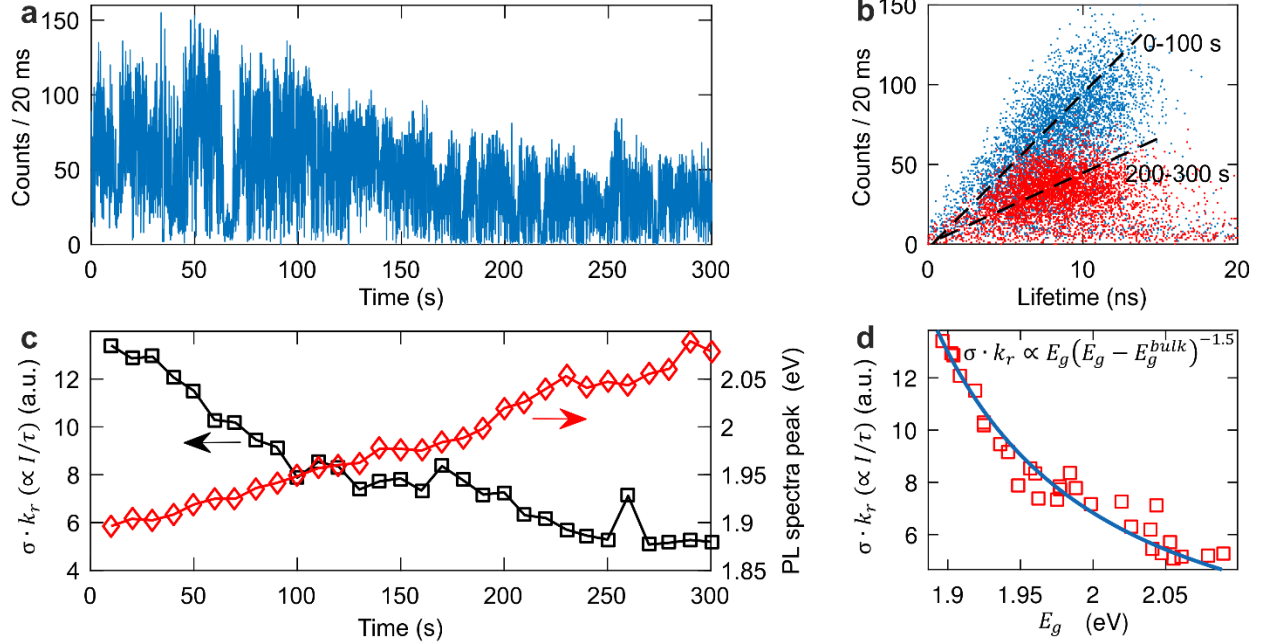 a
Counts / 20 ms
150
100
50
0
0 50 100 150 200 250 300
Time (s)
b
Counts / 20 ms
150
100
50
0
0 10 20
Lifetime (ns)
0-100 s
200-300 s
c
σ · k_r (∝ I/τ) (a.u.)
12
10
8
6
4
0 50 100 150 200 250 300
Time (s)
2.05
2
1.95
1.9
1.85
PL spectra peak (eV)
d
σ · k_r ∝ E_g(E_g − E_g^{bulk})^{−1.5}
σ · k_r (∝ I/τ) (a.u.)
12
10
8
6
1.9 1.95 2 2.05
E_g (eV)